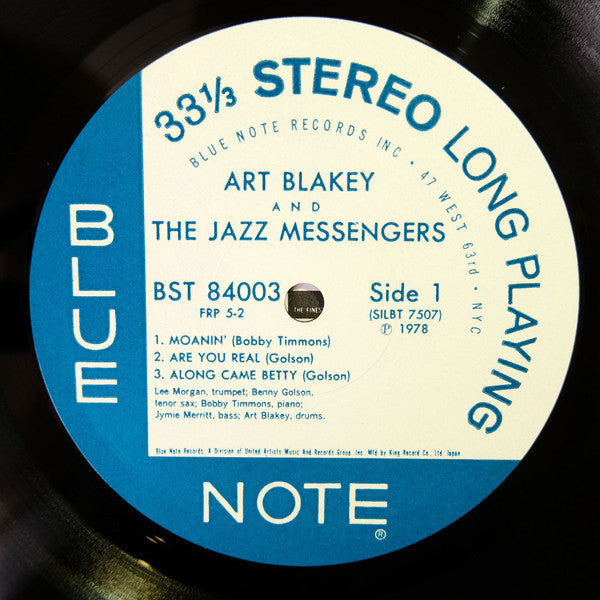 33⅓ STEREO LONG PLAYING
BLUE NOTE RECORDS INC • 47 WEST 63rd • NYC
ART BLAKEY
AND
THE JAZZ MESSENGERS
BST 84003
FRP 5-2
Side 1
(SILBT 7507)
℗ 1978
THE FINES
1. MOANIN' (Bobby Timmons)
2. ARE YOU REAL (Golson)
3. ALONG CAME BETTY (Golson)
Lee Morgan, trumpet; Benny Golson,
tenor sax; Bobby Timmons, piano;
Jymie Merritt, bass; Art Blakey, drums.
Blue Note Records, A Division of United Artists Music And Records Group, Inc. Mfd by King Record Co., Ltd. Japan
BLUE
NOTE®